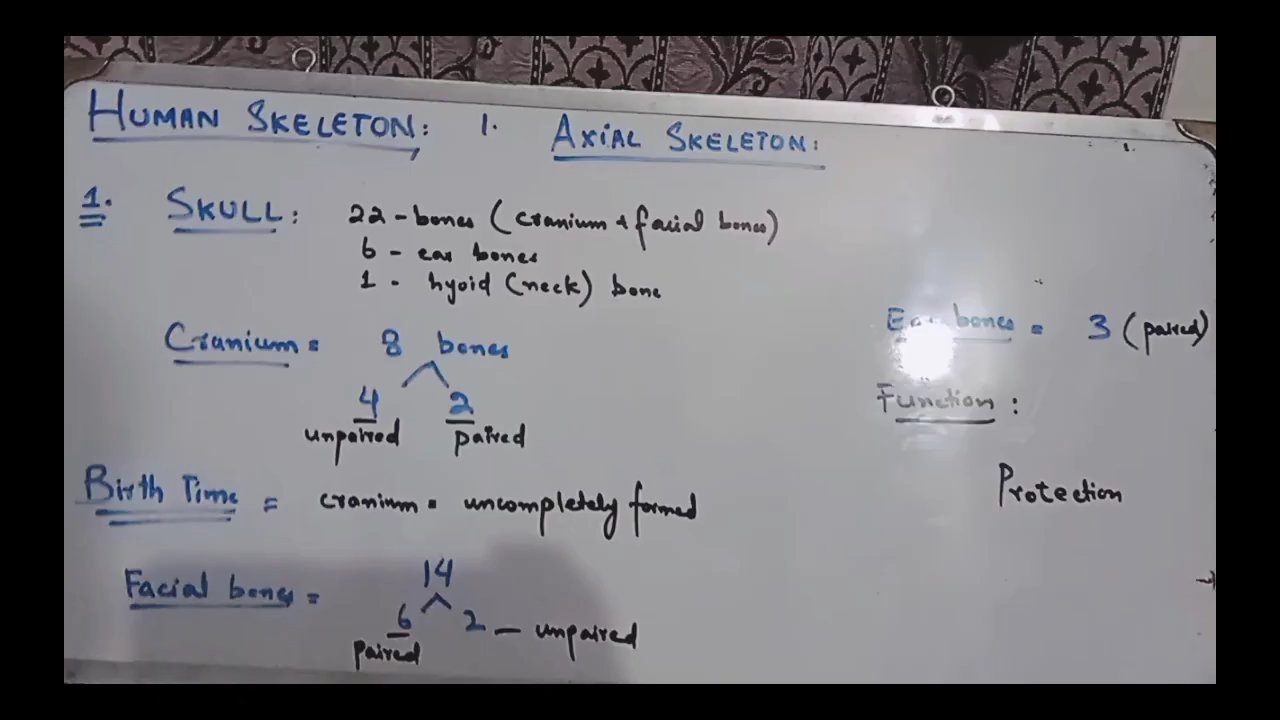 HUMAN SKELETON: 1. AXIAL SKELETON:
1. SKULL: 22 - bones (cranium + facial bones)
6 - ear bones
1 - hyoid (neck) bone
Cranium = 8 bones
4 2
unpaired paired
Birth Time = cranium = uncompletely formed
Facial bones = 14
6 2 - unpaired
paired
Ear bones = 3 (paired)
Function:
Protection